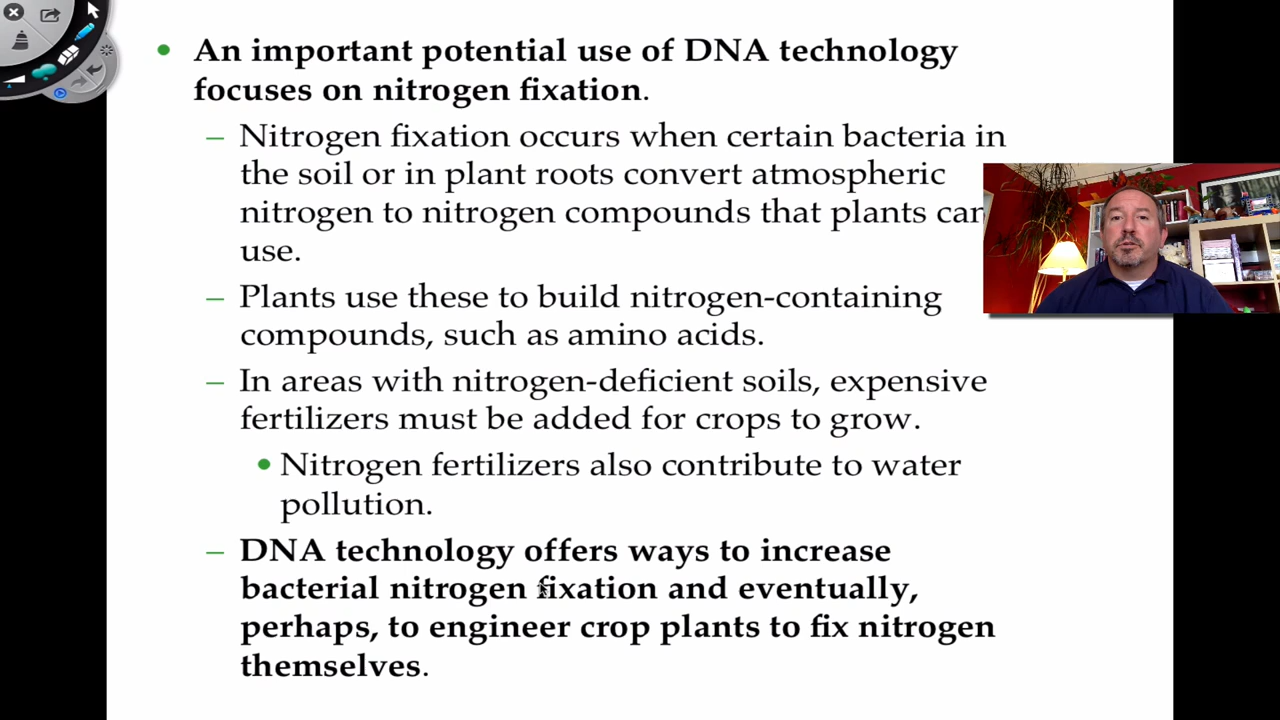 • An important potential use of DNA technology
focuses on nitrogen fixation.
– Nitrogen fixation occurs when certain bacteria in
the soil or in plant roots convert atmospheric
nitrogen to nitrogen compounds that plants can
use.
– Plants use these to build nitrogen-containing
compounds, such as amino acids.
– In areas with nitrogen-deficient soils, expensive
fertilizers must be added for crops to grow.
• Nitrogen fertilizers also contribute to water
pollution.
– DNA technology offers ways to increase
bacterial nitrogen fixation and eventually,
perhaps, to engineer crop plants to fix nitrogen
themselves.